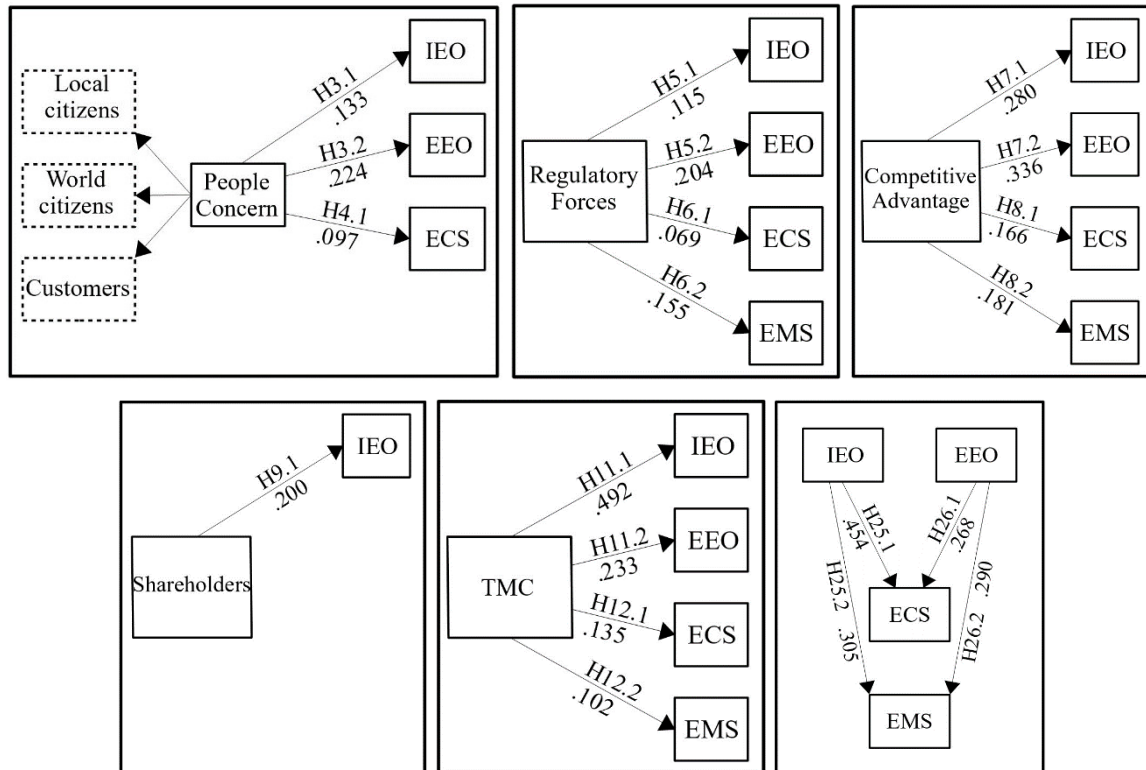 Local
citizens
World
citizens
Customers
People
Concern
H3.1
.133
H3.2
.224
H4.1
.097
IEO
EEO
ECS
Regulatory
Forces
H5.1
.115
H5.2
.204
H6.1
.069
H6.2
.155
IEO
EEO
ECS
EMS
Competitive
Advantage
H7.1
.280
H7.2
.336
H8.1
.166
H8.2
.181
IEO
EEO
ECS
EMS
Shareholders
H9.1
.200
IEO
TMC
H11.1
.492
H11.2
.233
H12.1
.135
H12.2
.102
IEO
EEO
ECS
EMS
IEO
EEO
H25.1
.454
H26.1
.268
H25.2 .305
H26.2 .290
ECS
EMS